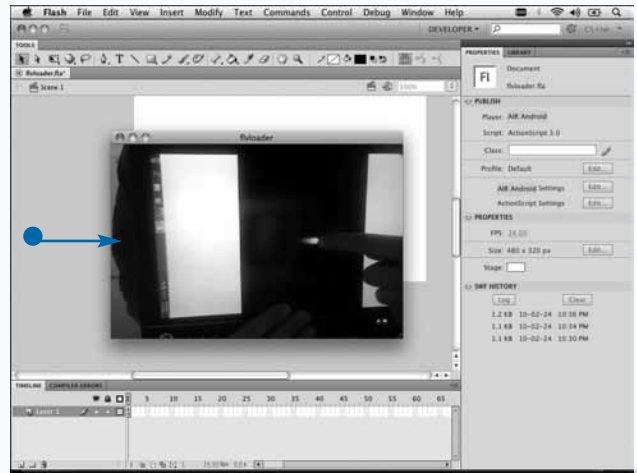 Flash File Edit View Insert Modify Text Commands Control Debug Window Help
DEVELOPER
TOOLS
flvloader.fla*
Scene 1
flvloader
PROPERTIES LIBRARY
Fl
Document
flvloader.fla
PUBLISH
Player: AIR Android
Script: ActionScript 3.0
Class:
Profile: Default Edit...
AIR Android Settings Edit...
ActionScript Settings Edit...
PROPERTIES
FPS: 24.00
Size: 480 x 320 px Edit...
Stage:
SWF HISTORY
Log Clear
1.2 KB 10-02-24 10:36 PM
1.1 KB 10-02-24 10:34 PM
1.1 KB 10-02-24 10:30 PM
TIMELINE COMPILER ERRORS
5 10 15 20 25 30 35 40 45 50 55 60 65
Layer 1